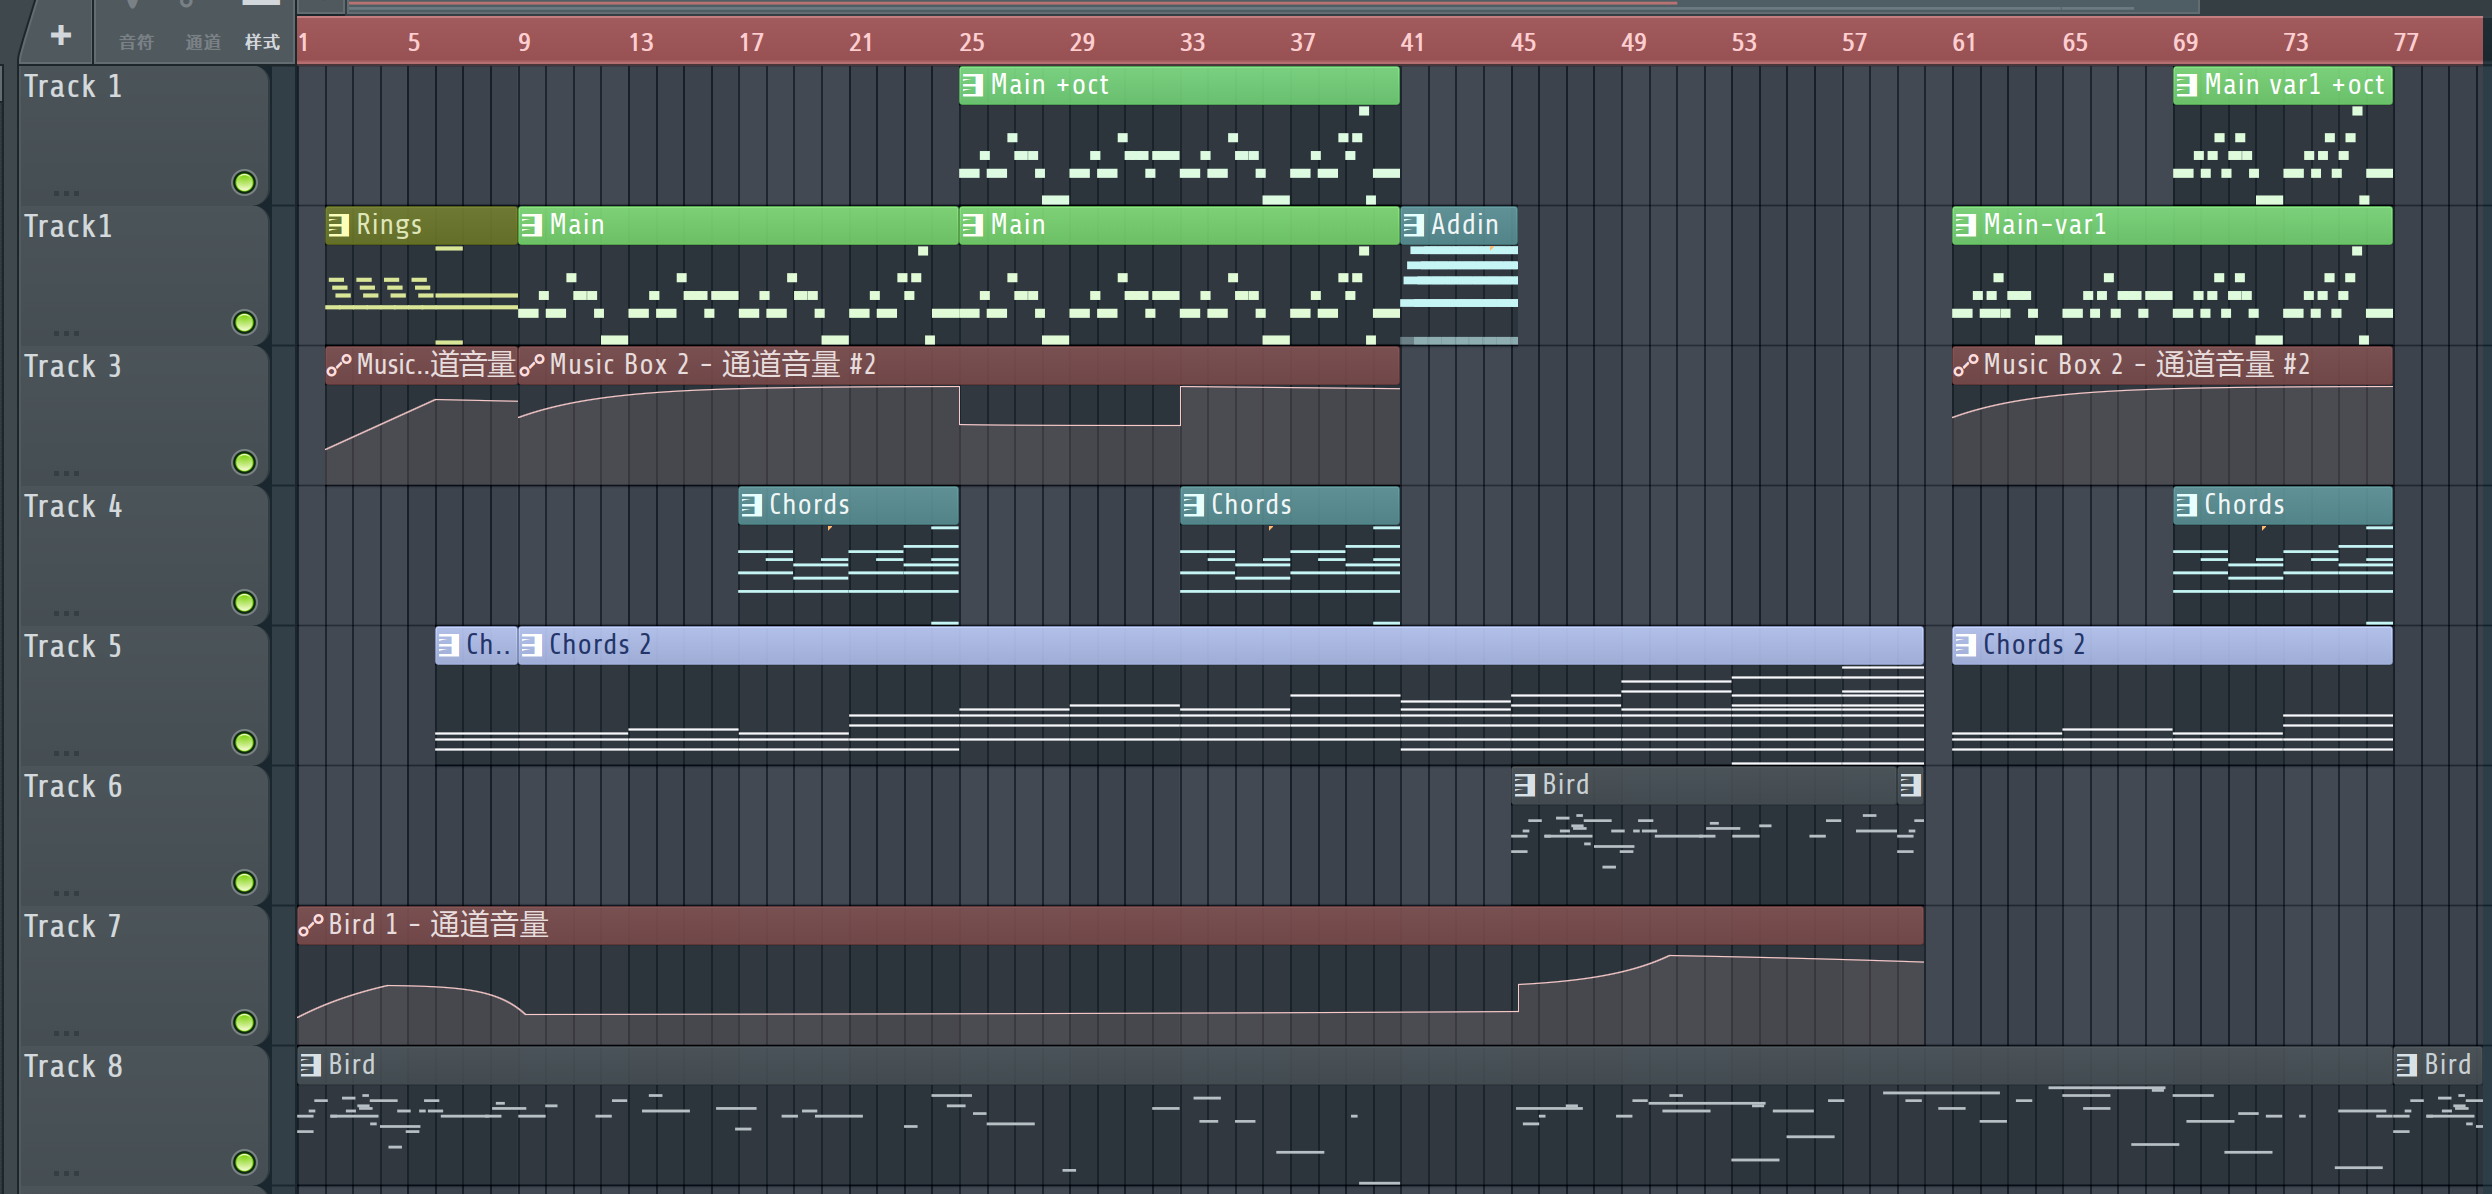 +
音符 通道 样式
1 5 9 13 17 21 25 29 33 37 41 45 49 53 57 61 65 69 73 77
Track 1
Main +oct
Main var1 +oct
Track1
Rings
Main
Main
Addin
Main-var1
Track 3
Music..道音量
Music Box 2 - 通道音量 #2
Music Box 2 - 通道音量 #2
Track 4
Chords
Chords
Chords
Track 5
Ch..
Chords 2
Chords 2
Track 6
Bird
Track 7
Bird 1 - 通道音量
Track 8
Bird
Bird